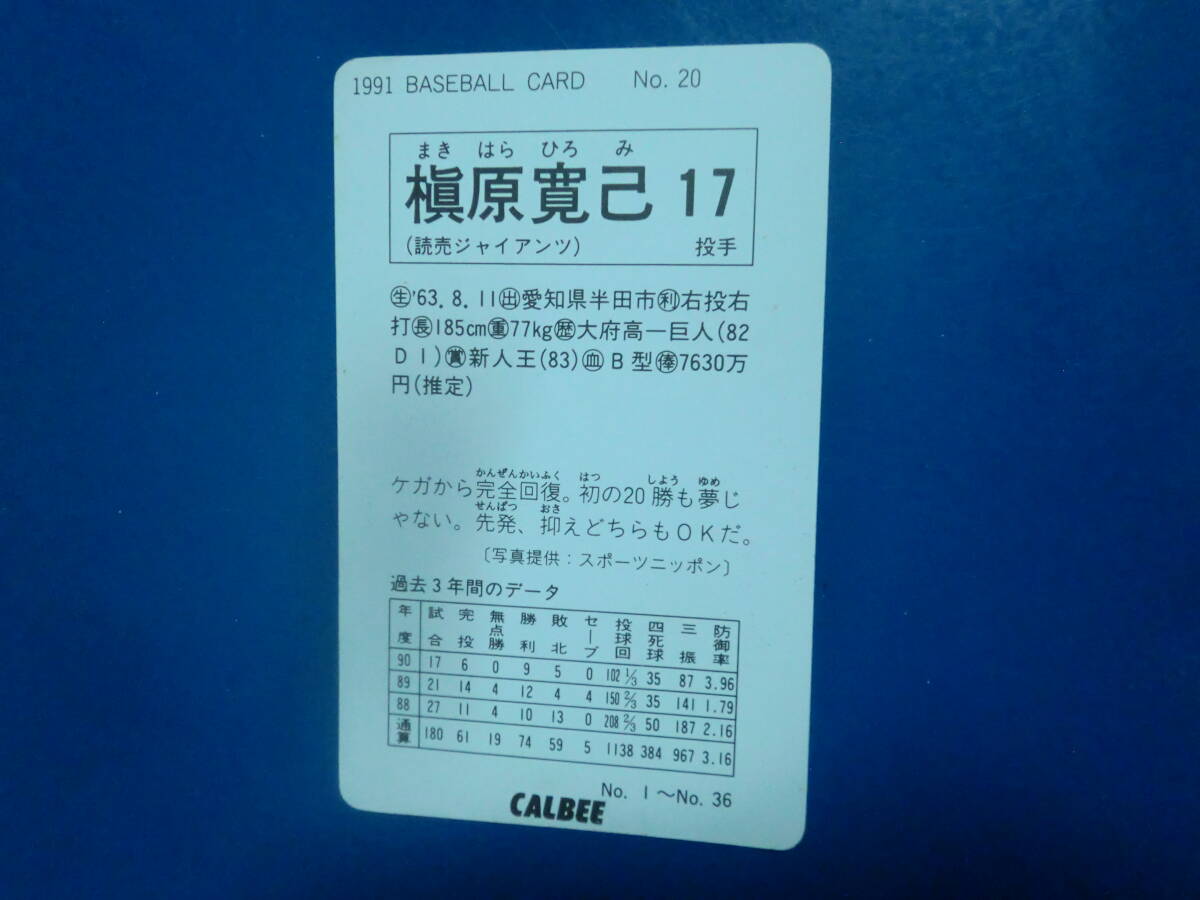 1991 BASEBALL CARD No. 20
まき はら ひろ み
槇原寛己 17
(読売ジャイアンツ) 投手
㊤'63. 8. 11㊤愛知県半田市㊤右投右
打㊤185cm㊤77kg㊤大府高ー巨人(82
D1)㊤新人王(83)㊤B型㊤7630万
円(推定)
かんぜんかいふく はつ しよう ゆめ
ケガから完全回復。初の20勝も夢じ
せんぱつ おさ
ゃない。先発、抑えどちらもOKだ。
〔写真提供:スポーツニッポン〕
過去3年間のデータ
年度 試合 完投 無点勝 勝利 敗北 セーブ 投球回 四死球 三振 防御率
90 17 6 0 9 5 0 102 1/3 35 87 3.96
89 21 14 4 12 4 4 150 2/3 35 141 1.79
88 27 11 4 10 13 0 208 2/3 50 187 2.16
通算 180 61 19 74 59 5 1138 384 967 3.16
No. 1～No. 36
CALBEE